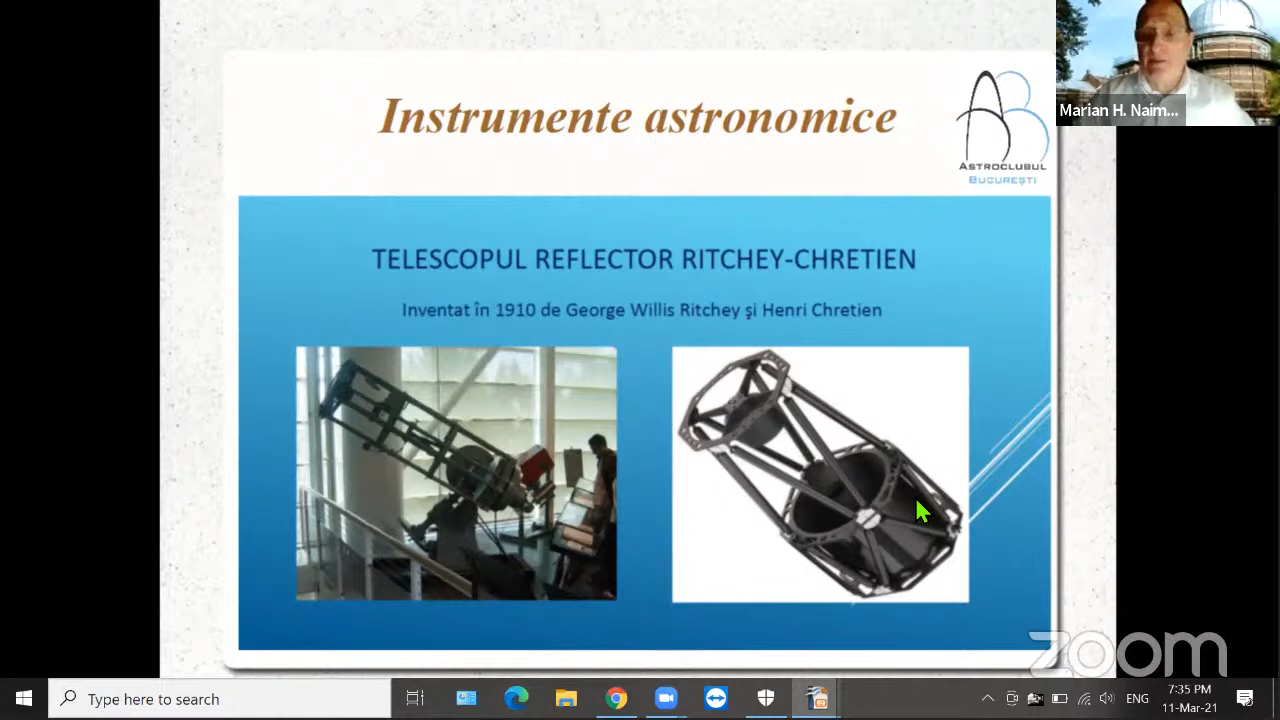 Instrumente astronomice
ASTROCLUBUL
BUCUREȘTI
Marian H. Naim...
TELESCOPUL REFLECTOR RITCHEY-CHRETIEN
Inventat în 1910 de George Willis Ritchey şi Henri Chretien
zoom
Type here to search
ENG
7:35 PM
11-Mar-21